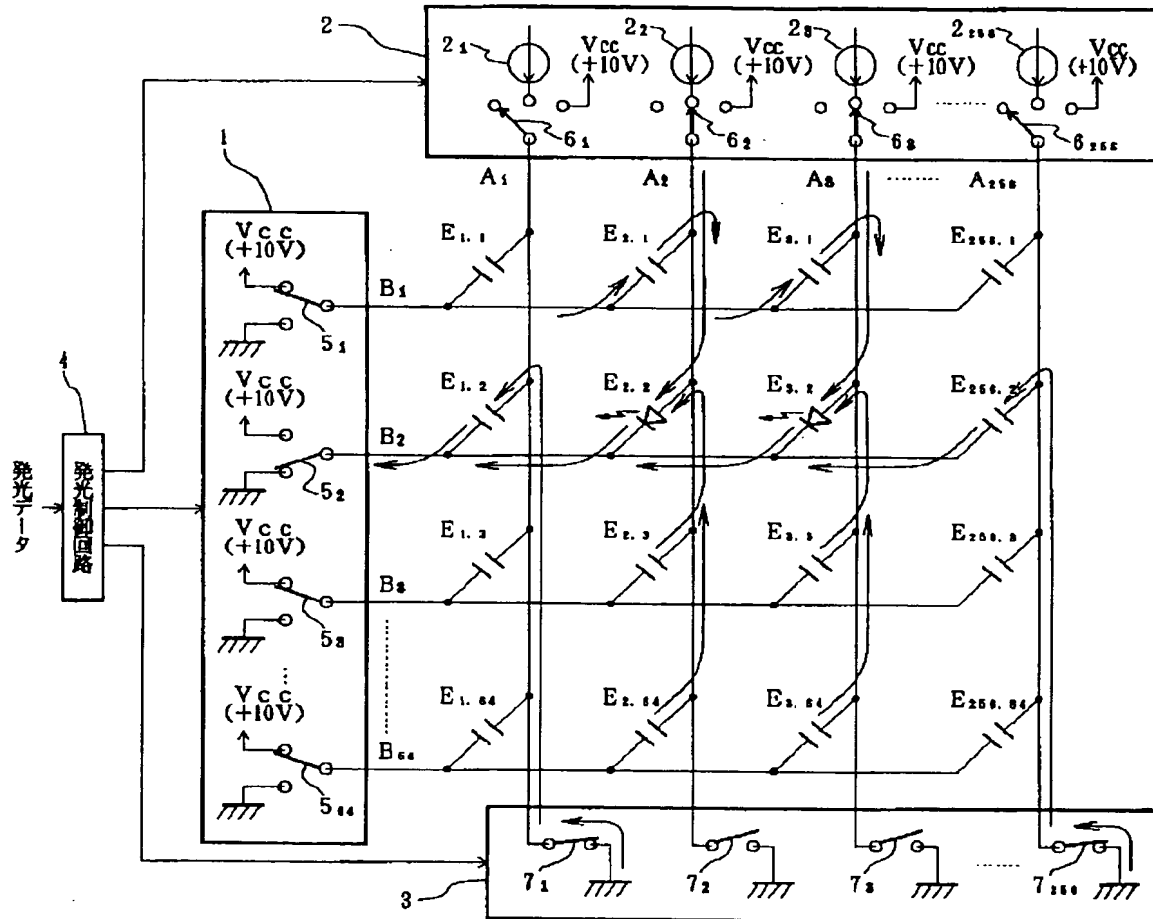 2
2₁
VCC
(+10V)
2₂
VCC
(+10V)
2₃
VCC
(+10V)
2₂₅₆
VCC
(+10V)
6₁
6₂
6₃
6₂₅₆
1
A₁
A₂
A₃
A₂₅₆
VCC
(+10V)
5₁
B₁
E₁.₁
E₂.₁
E₃.₁
E₂₅₆.₁
4
発光データ
発光制御回路
VCC
(+10V)
5₂
B₂
E₁.₂
E₂.₂
E₃.₂
E₂₅₆.₂
VCC
(+10V)
5₃
B₃
E₁.₃
E₂.₃
E₃.₃
E₂₅₆.₃
VCC
(+10V)
5₆₄
B₆₄
E₁.₆₄
E₂.₆₄
E₃.₆₄
E₂₅₆.₆₄
3
7₁
7₂
7₃
7₂₅₆